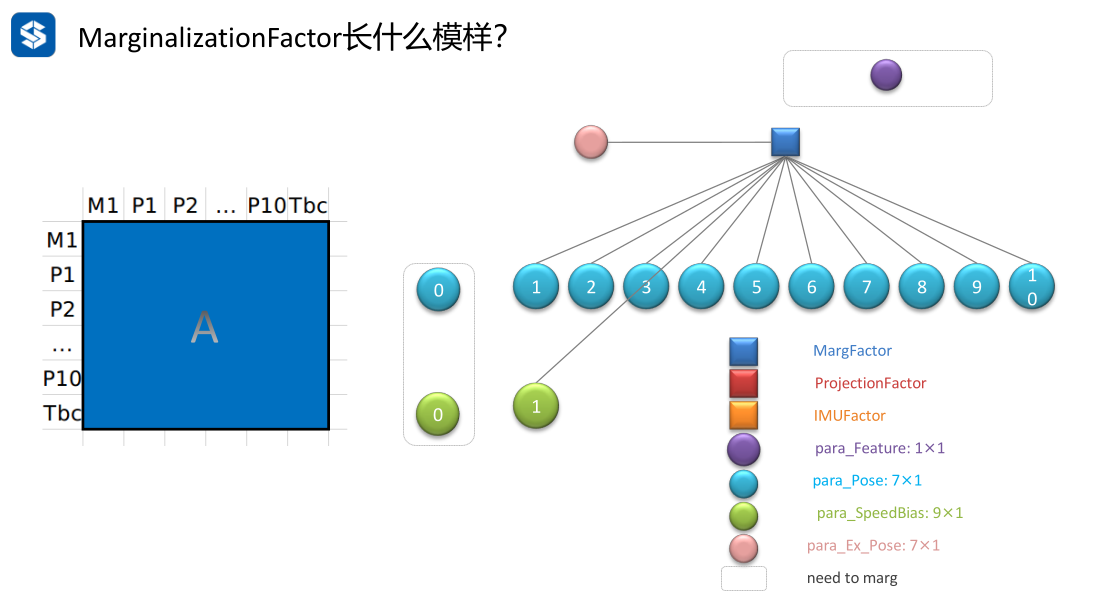 MarginalizationFactor长什么模样?
M1 P1 P2 ... P10 Tbc
M1
P1
P2
...
P10
Tbc
A
0
0
1 2 3 4 5 6 7 8 9 10
1
MargFactor
ProjectionFactor
IMUFactor
para_Feature: 1×1
para_Pose: 7×1
para_SpeedBias: 9×1
para_Ex_Pose: 7×1
need to marg